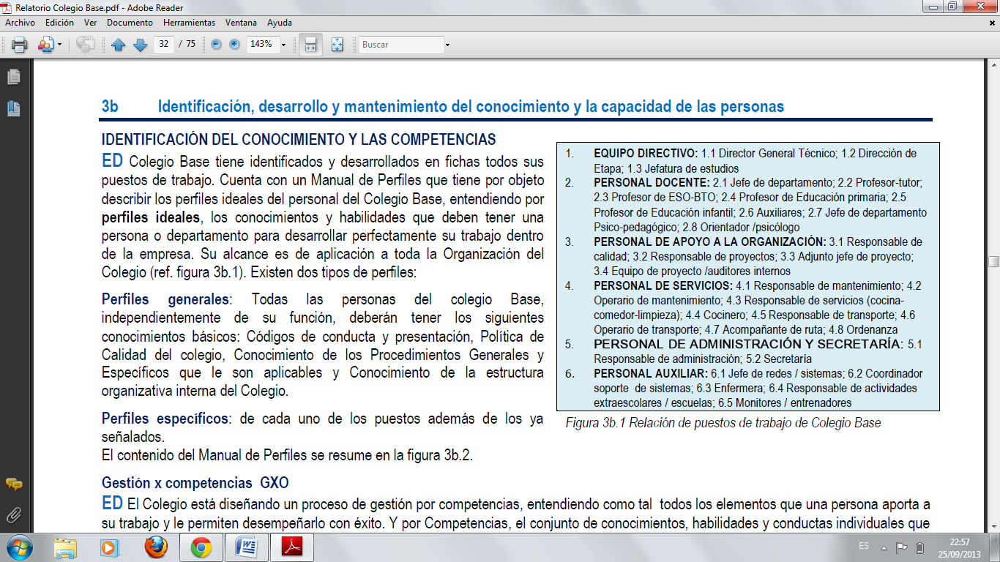 Relatorio Colegio Base.pdf - Adobe Reader
Archivo Edición Ver Documento Herramientas Ventana Ayuda
32 / 75 143% Buscar
3b Identificación, desarrollo y mantenimiento del conocimiento y la capacidad de las personas
IDENTIFICACIÓN DEL CONOCIMIENTO Y LAS COMPETENCIAS
ED Colegio Base tiene identificados y desarrollados en fichas todos sus
puestos de trabajo. Cuenta con un Manual de Perfiles que tiene por objeto
describir los perfiles ideales del personal del Colegio Base, entendiendo por
perfiles ideales, los conocimientos y habilidades que deben tener una
persona o departamento para desarrollar perfectamente su trabajo dentro
de la empresa. Su alcance es de aplicación a toda la Organización del
Colegio (ref. figura 3b.1). Existen dos tipos de perfiles:
Perfiles generales: Todas las personas del colegio Base,
independientemente de su función, deberán tener los siguientes
conocimientos básicos: Códigos de conducta y presentación, Política de
Calidad del colegio, Conocimiento de los Procedimientos Generales y
Específicos que le son aplicables y Conocimiento de la estructura
organizativa interna del Colegio.
Perfiles específicos: de cada uno de los puestos además de los ya
señalados.
El contenido del Manual de Perfiles se resume en la figura 3b.2.
1. EQUIPO DIRECTIVO: 1.1 Director General Técnico; 1.2 Dirección de
Etapa; 1.3 Jefatura de estudios
2. PERSONAL DOCENTE: 2.1 Jefe de departamento; 2.2 Profesor-tutor;
2.3 Profesor de ESO-BTO; 2.4 Profesor de Educación primaria; 2.5
Profesor de Educación infantil; 2.6 Auxiliares; 2.7 Jefe de departamento
Psico-pedagógico; 2.8 Orientador /psicólogo
3. PERSONAL DE APOYO A LA ORGANIZACIÓN: 3.1 Responsable de
calidad; 3.2 Responsable de proyectos; 3.3 Adjunto jefe de proyecto;
3.4 Equipo de proyecto /auditores internos
4. PERSONAL DE SERVICIOS: 4.1 Responsable de mantenimiento; 4.2
Operario de mantenimiento; 4.3 Responsable de servicios (cocina-
comedor-limpieza); 4.4 Cocinero; 4.5 Responsable de transporte; 4.6
Operario de transporte; 4.7 Acompañante de ruta; 4.8 Ordenanza
5. PERSONAL DE ADMINISTRACIÓN Y SECRETARÍA: 5.1
Responsable de administración; 5.2 Secretaría
6. PERSONAL AUXILIAR: 6.1 Jefe de redes / sistemas; 6.2 Coordinador
soporte de sistemas; 6.3 Enfermera; 6.4 Responsable de actividades
extraescolares / escuelas; 6.5 Monitores / entrenadores
Figura 3b.1 Relación de puestos de trabajo de Colegio Base
Gestión x competencias GXO
ED El Colegio está diseñando un proceso de gestión por competencias, entendiendo como tal todos los elementos que una persona aporta a
su trabajo y le permiten desempeñarlo con éxito. Y por Competencias, el conjunto de conocimientos, habilidades y conductas individuales que
ES 22:57
25/09/2013